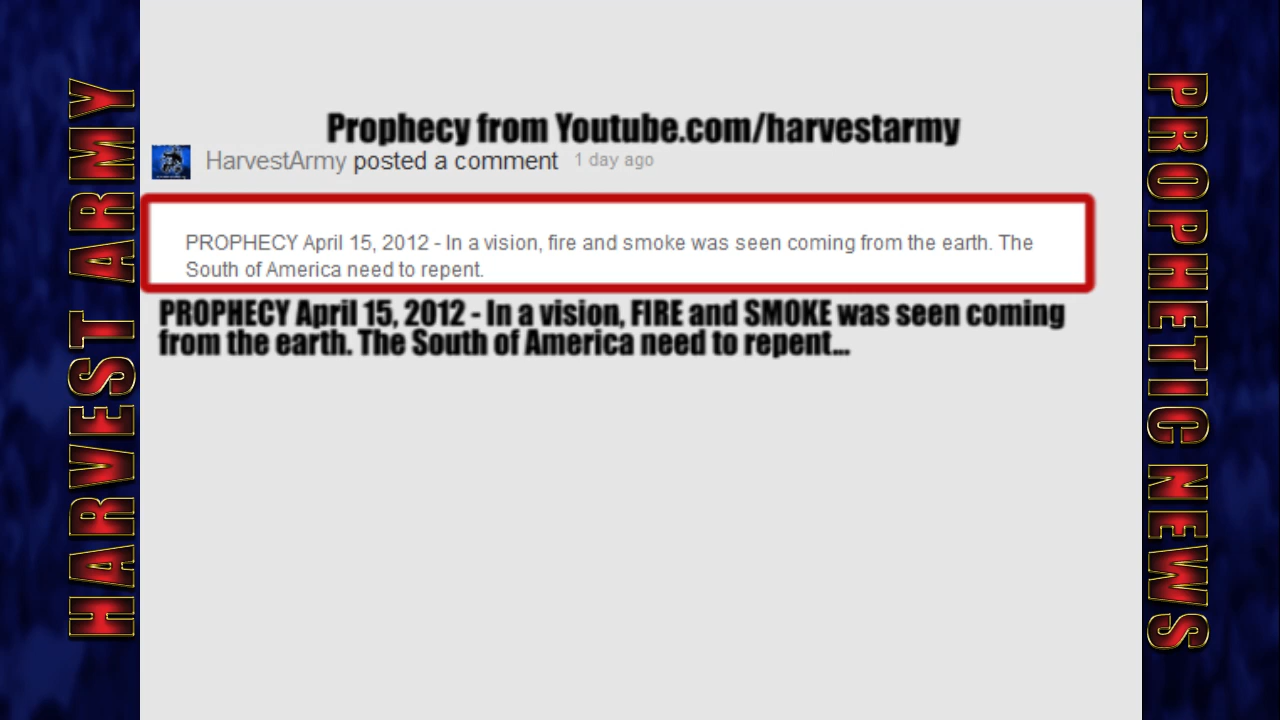 HARVEST ARMY
Prophecy from Youtube.com/harvestarmy
HarvestArmy posted a comment 1 day ago
PROPHECY April 15, 2012 - In a vision, fire and smoke was seen coming from the earth. The
South of America need to repent.
PROPHECY April 15, 2012 - In a vision, FIRE and SMOKE was seen coming
from the earth. The South of America need to repent...
PROPHETIC NEWS